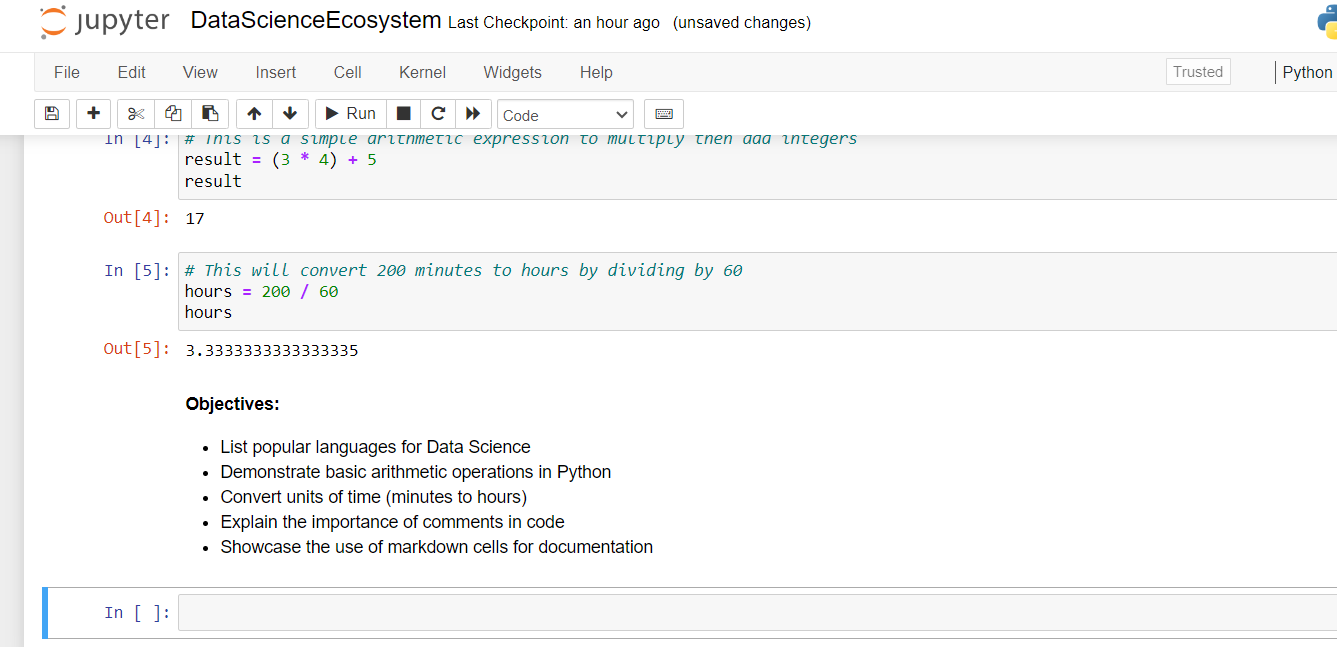 jupyter DataScienceEcosystem Last Checkpoint: an hour ago (unsaved changes)
File Edit View Insert Cell Kernel Widgets Help Trusted Python
Run Code
In [4]: # This is a simple arithmetic expression to multiply then add integers
result = (3 * 4) + 5
result
Out[4]: 17
In [5]: # This will convert 200 minutes to hours by dividing by 60
hours = 200 / 60
hours
Out[5]: 3.3333333333333335
Objectives:
• List popular languages for Data Science
• Demonstrate basic arithmetic operations in Python
• Convert units of time (minutes to hours)
• Explain the importance of comments in code
• Showcase the use of markdown cells for documentation
In [ ]: